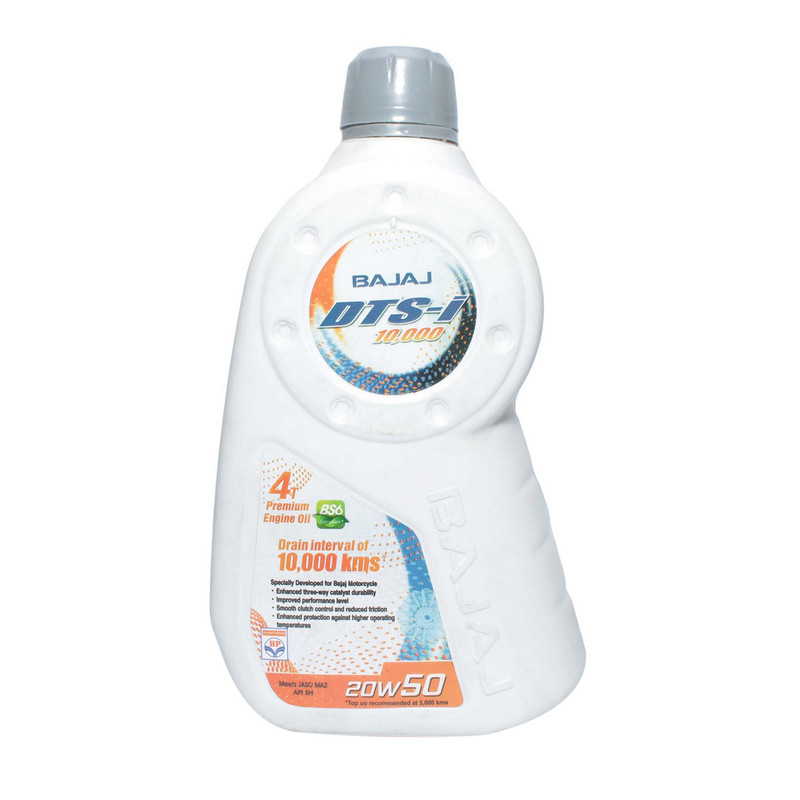 BAJAJ
DTS-i
10,000
4T
Premium
Engine Oil
BS6
Drain interval of
10,000 kms*
Specially Developed for Bajaj Motorcycle
• Enhanced three-way catalyst durability
• Improved performance level
• Smooth clutch control and reduced friction
• Enhanced protection against higher operating
temperatures
HP
Meets JASO MA2
API SN
20W50
*Top up recommended at 5,000 kms
BAJAJ